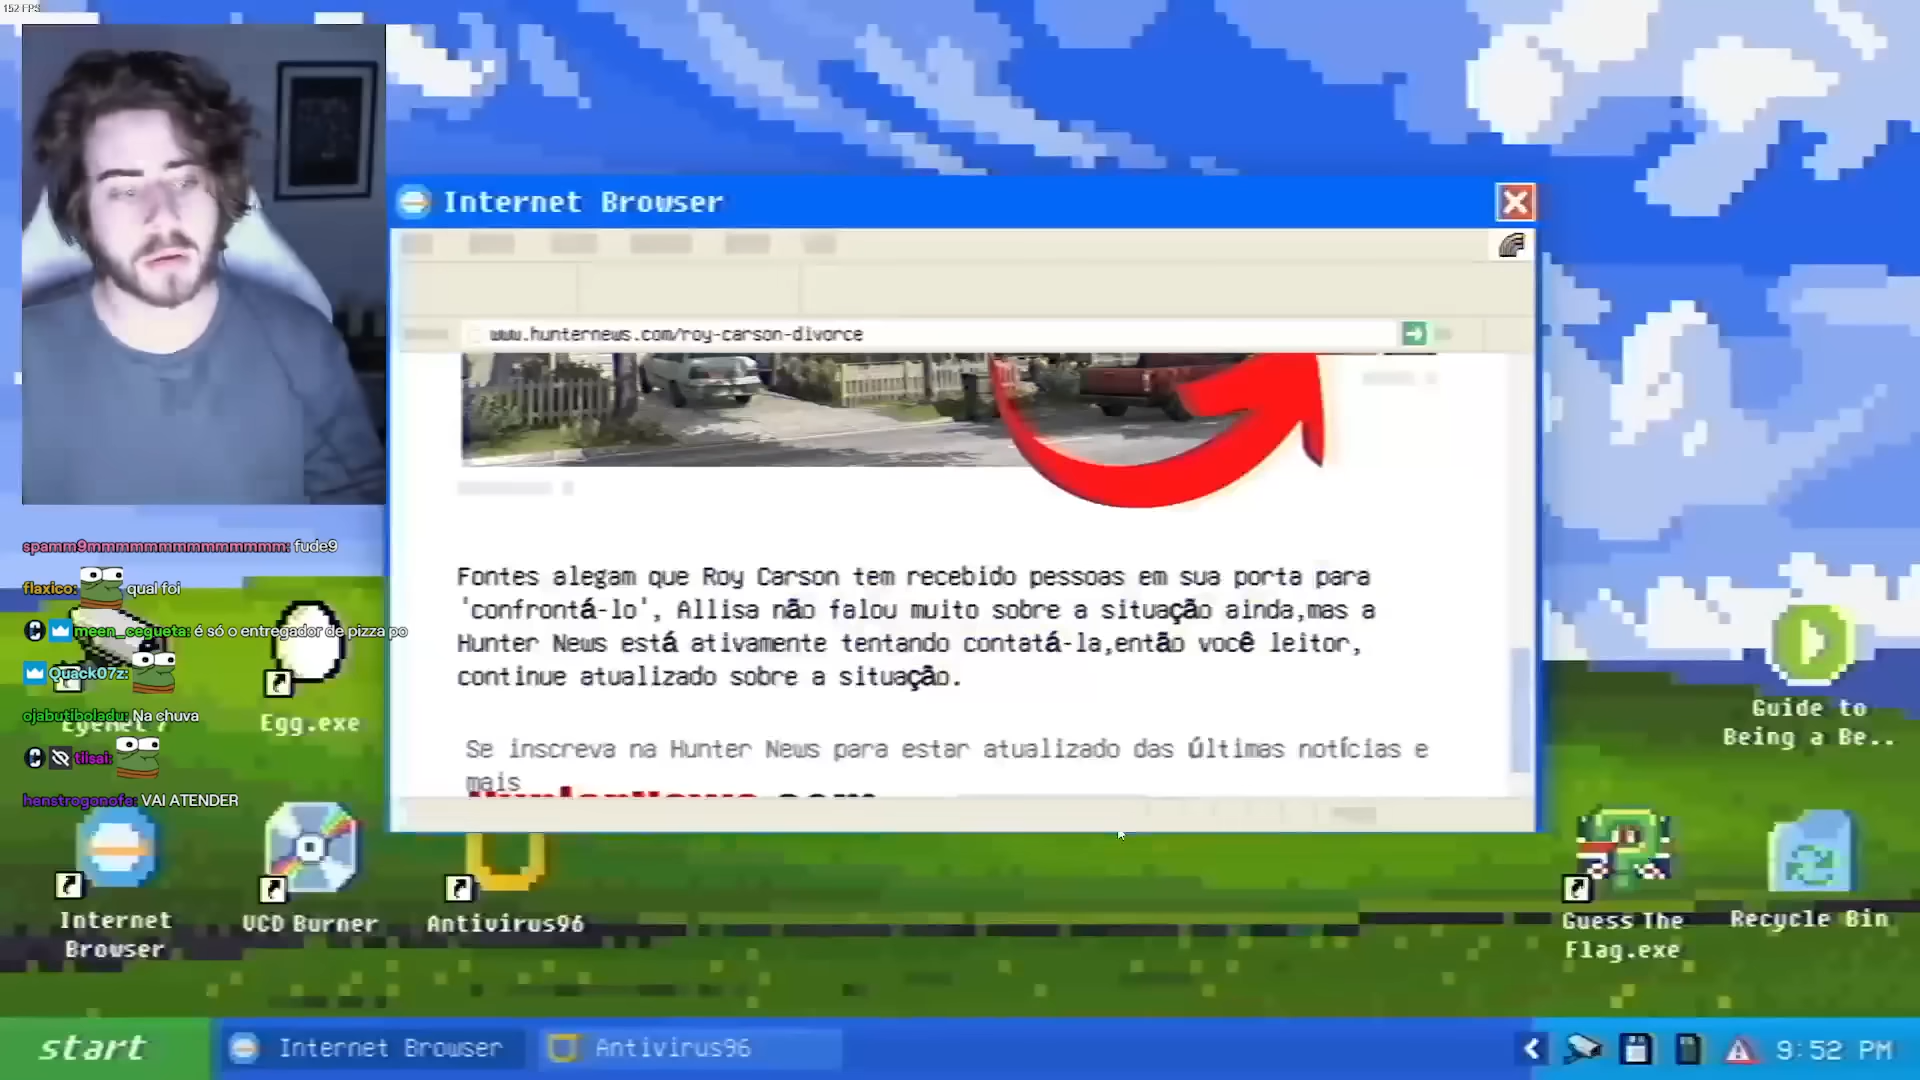 152 FPS
Internet Browser
www.hunternews.com/roy-carson-divorce
Fontes alegam que Roy Carson tem recebido pessoas em sua porta para
'confrontá-lo', Allisa não falou muito sobre a situação ainda,mas a
Hunter News está ativamente tentando contatá-la,então você leitor,
continue atualizado sobre a situação.
Se inscreva na Hunter News para estar atualizado das últimas notícias e
mais
spamm9mmmmmmmmmmmmmm: fude9
flaxico: qual foi
meen_cegueta: é só o entregador de pizza po
Quack07z:
ojabutiboladu: Na chuva
tilsai:
henstrogonofe: VAI ATENDER
Egg.exe
Internet
Browser
VCD Burner
Antivirus96
Guide to
Being a Be..
Guess The
Flag.exe
Recycle Bin
start
Internet Browser
Antivirus96
9:52 PM